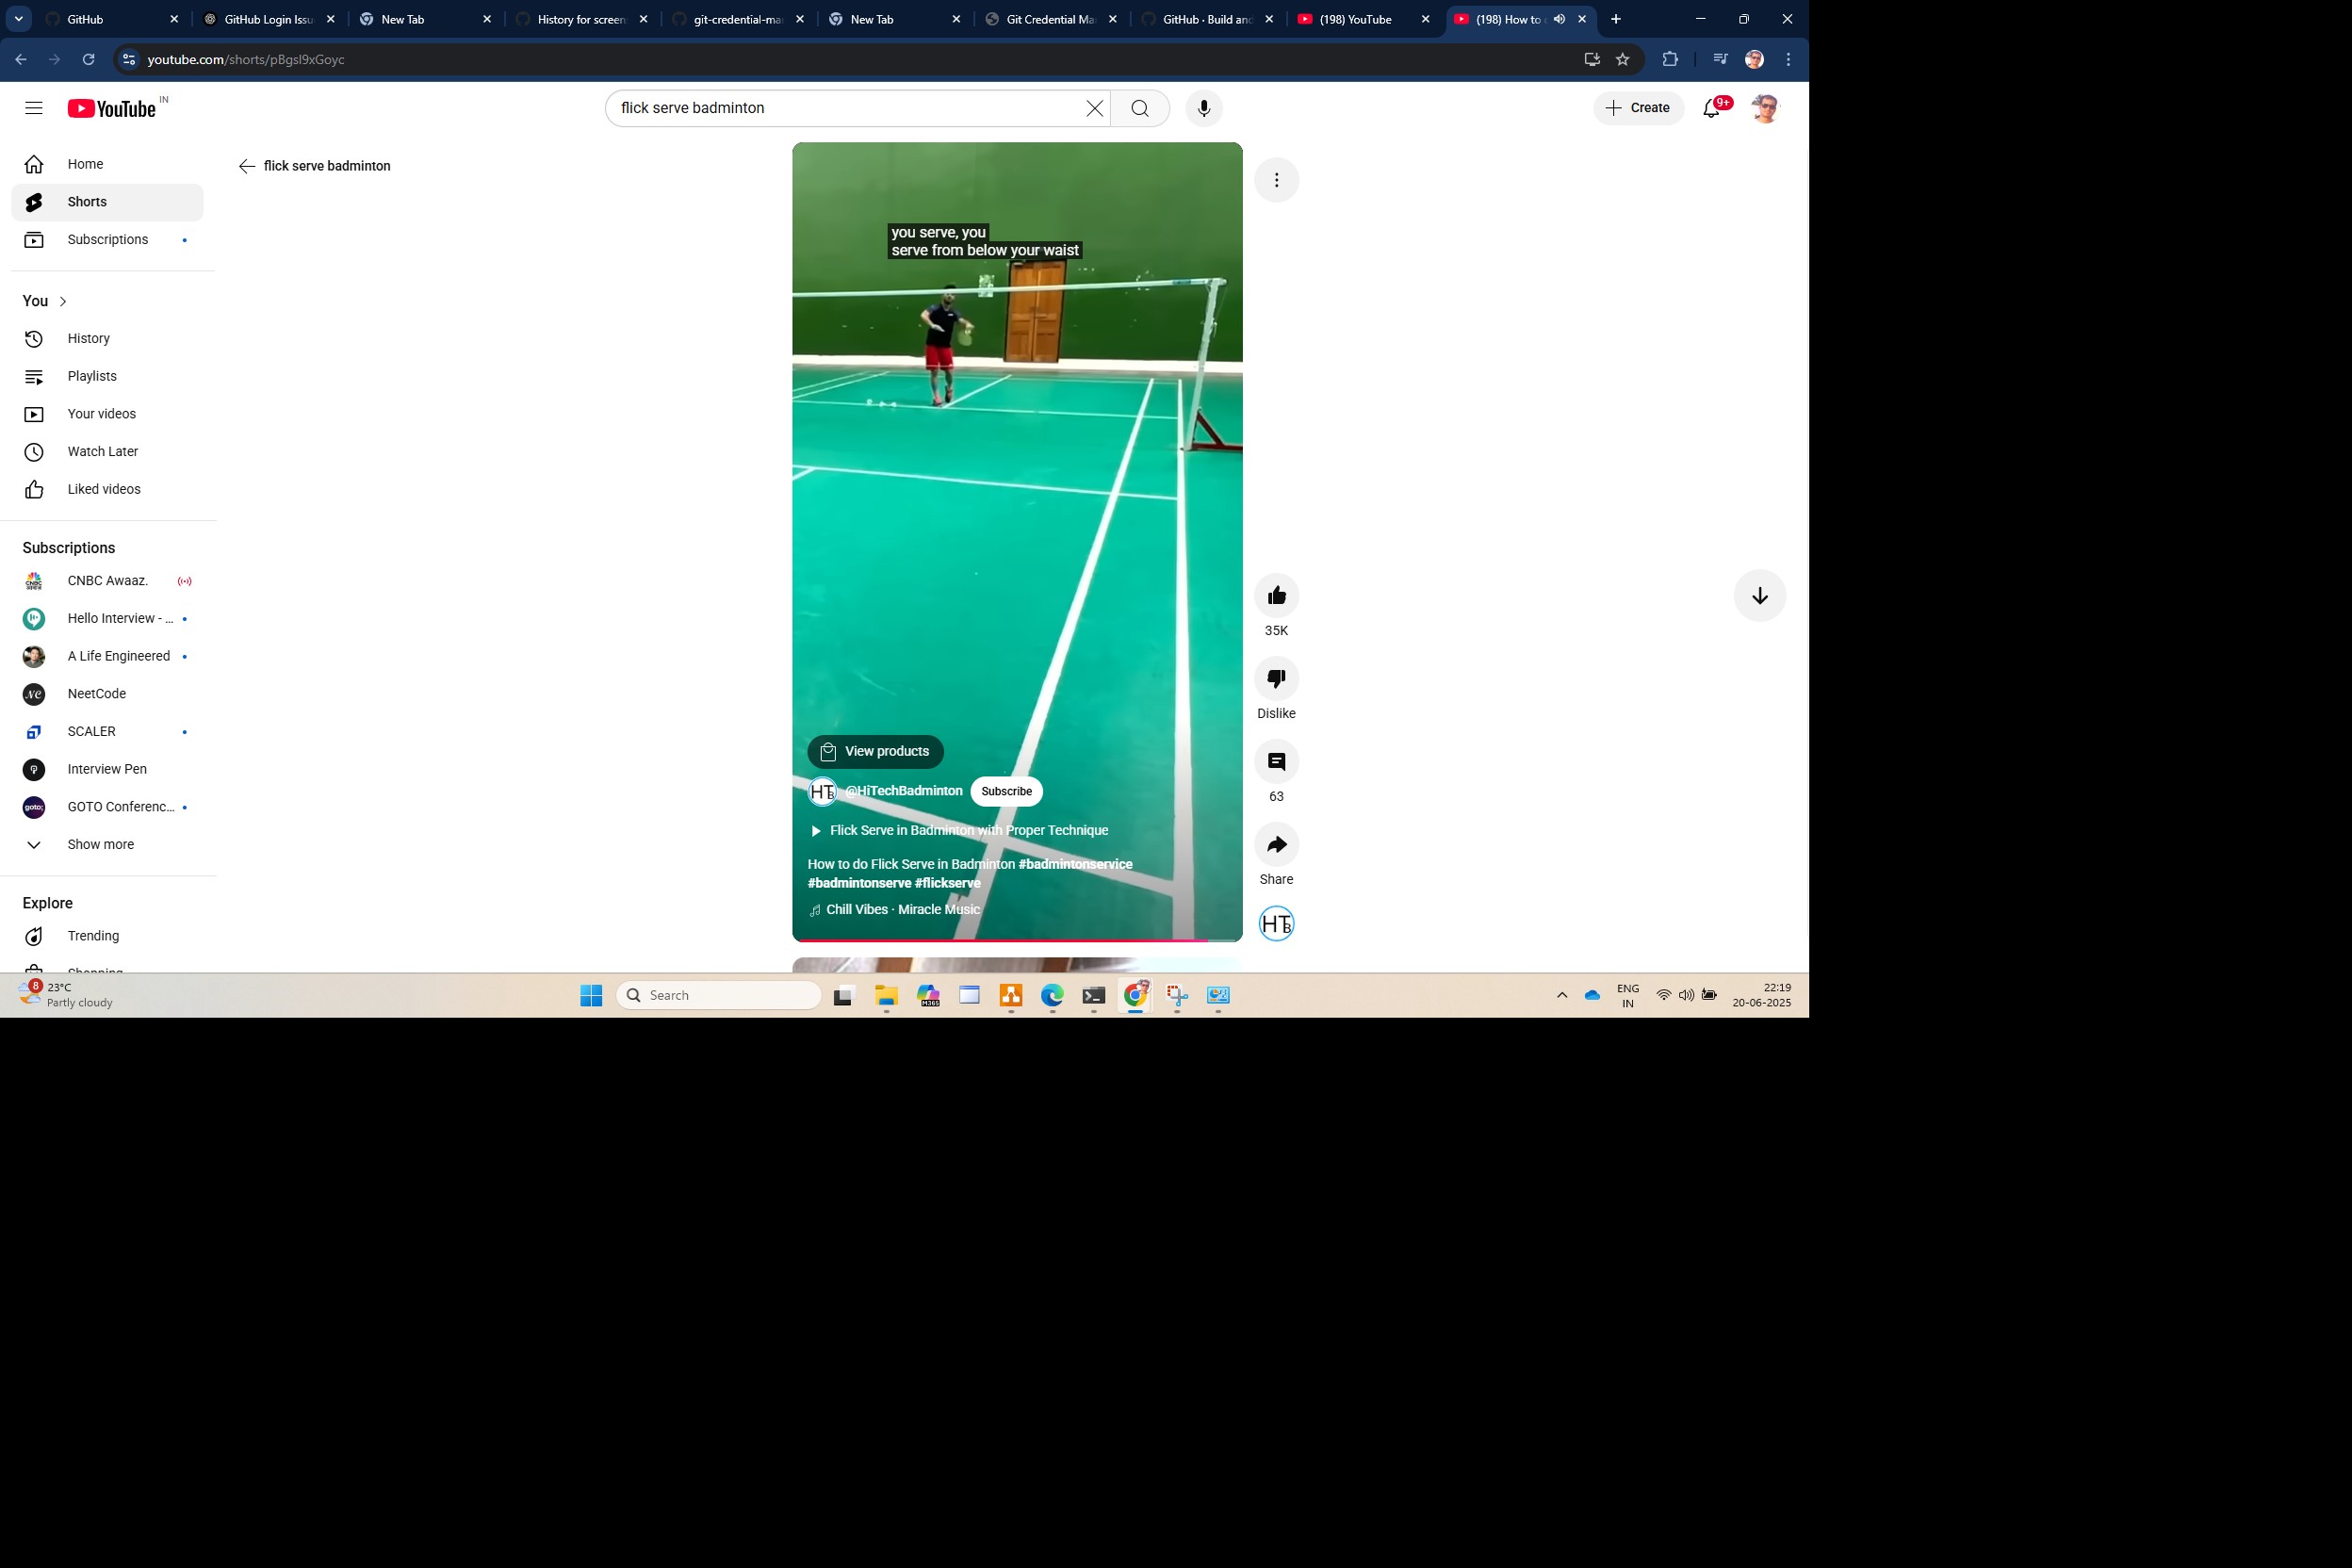 GitHub
GitHub Login Issu
New Tab
History for screen
git-credential-ma
New Tab
Git Credential Ma
GitHub · Build and
(198) YouTube
(198) How to
youtube.com/shorts/pBgsI9xGoyc
YouTube IN
flick serve badminton
Create
9+
Home
Shorts
Subscriptions
You
History
Playlists
Your videos
Watch Later
Liked videos
Subscriptions
CNBC Awaaz.
Hello Interview - ...
A Life Engineered
NeetCode
SCALER
Interview Pen
GOTO Conferenc...
Show more
Explore
Trending
Shopping
flick serve badminton
you serve, you
serve from below your waist
View products
HTB
@HiTechBadminton
Subscribe
Flick Serve in Badminton with Proper Technique
How to do Flick Serve in Badminton #badmintonservice
#badmintonserve #flickserve
Chill Vibes · Miracle Music
35K
Dislike
63
Share
HTB
8
23°C
Partly cloudy
Search
M365
ENG
IN
22:19
20-06-2025